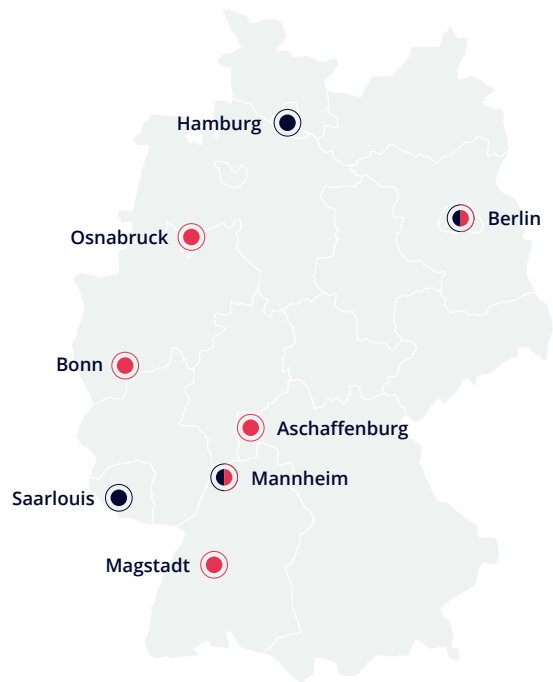 Hamburg
Berlin
Osnabruck
Bonn
Aschaffenburg
Mannheim
Saarlouis
Magstadt